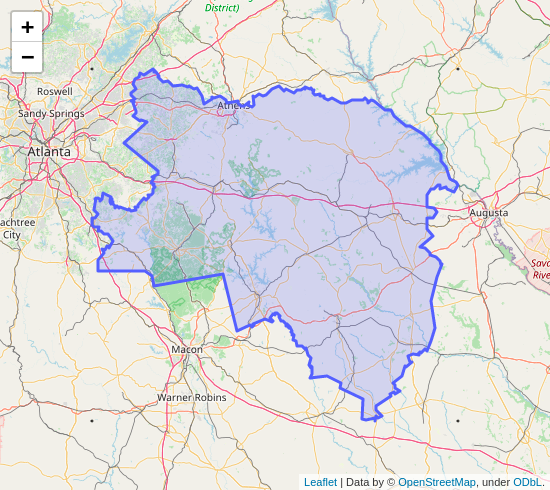 District)
+
−
Roswell
Sandy Springs
Athens
Atlanta
achtree
City
Augusta
Sava
River
Macon
Warner Robins
Leaflet | Data by © OpenStreetMap, under ODbL.